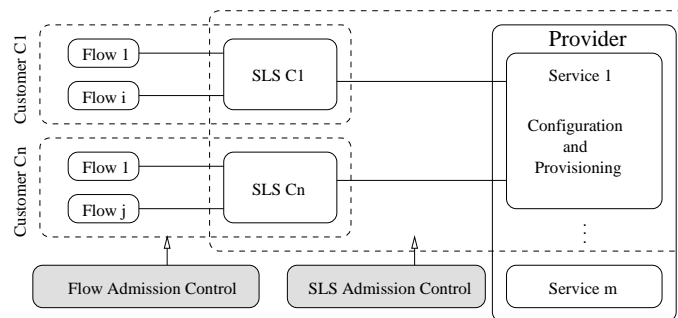 Customer C1
Flow 1
Flow i
SLS C1
Customer Cn
Flow 1
Flow j
SLS Cn
Provider
Service 1
Configuration
and
Provisioning
Service m
Flow Admission Control
SLS Admission Control